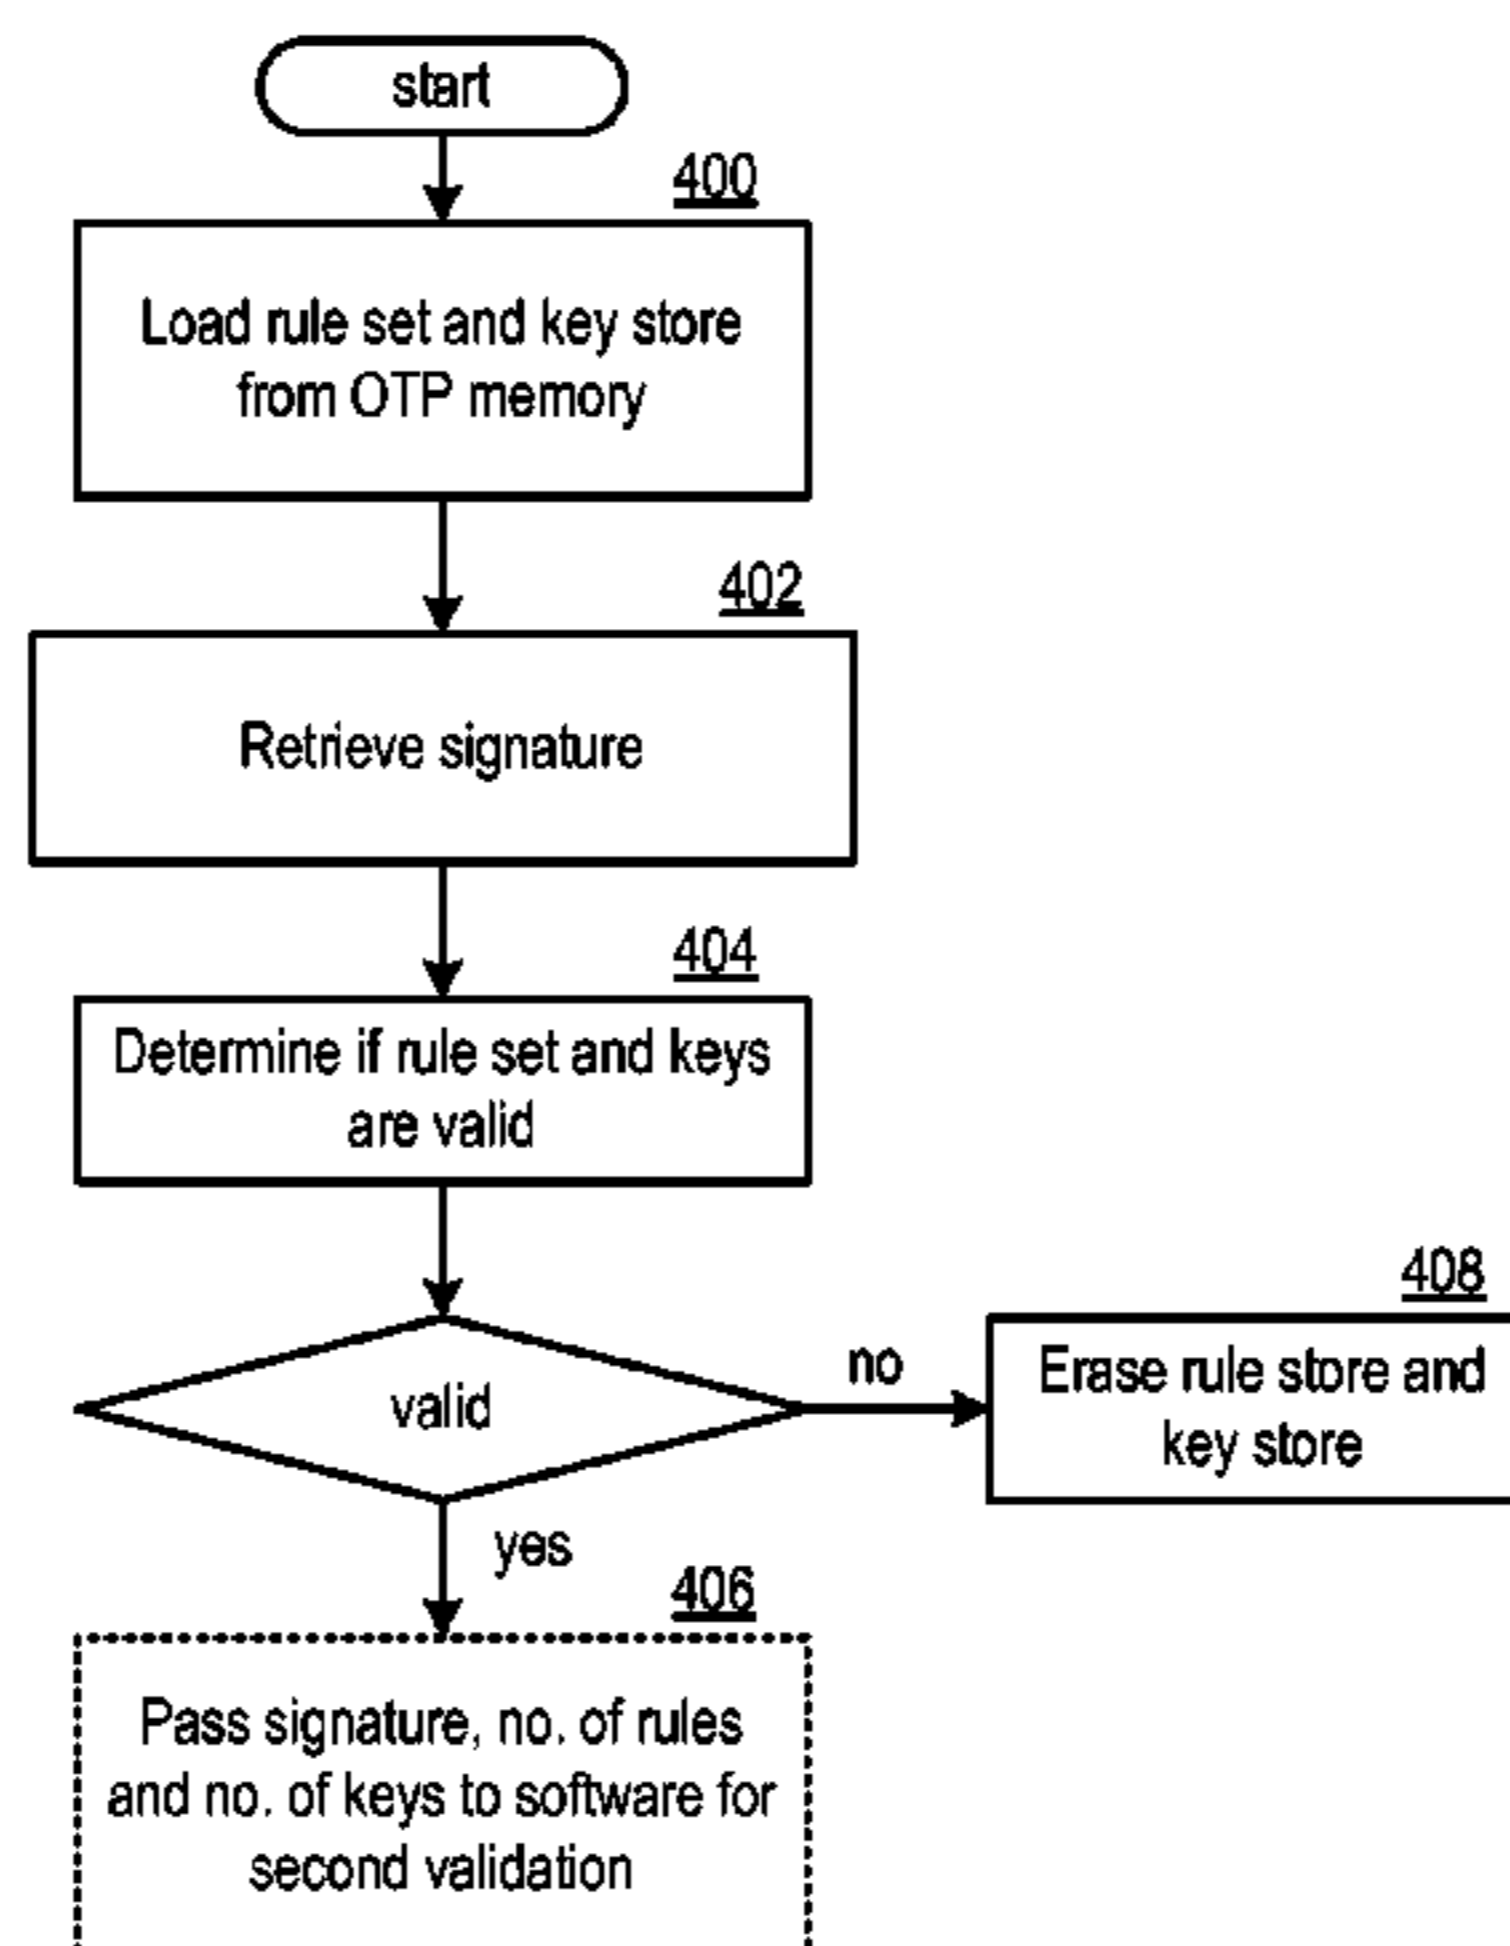 start
400
Load rule set and key store
from OTP memory
402
Retrieve signature
404
Determine if rule set and keys
are valid
valid
no
408
Erase rule store and
key store
yes
406
Pass signature, no. of rules
and no. of keys to software for
second validation